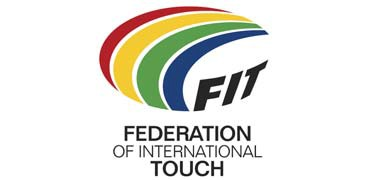 FIT
FEDERATION
OF INTERNATIONAL
TOUCH